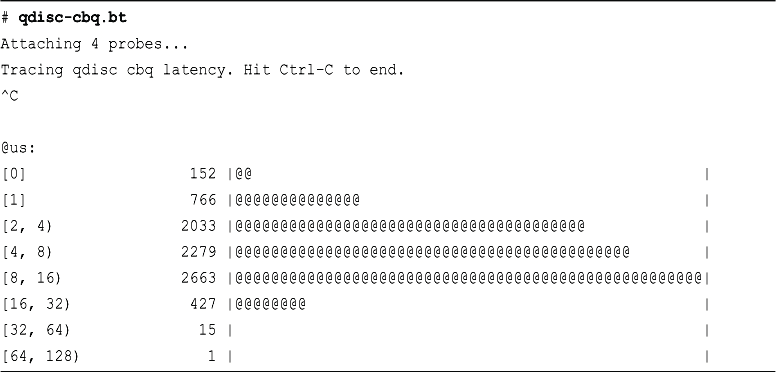 # qdisc-cbq.bt
Attaching 4 probes...
Tracing qdisc cbq latency. Hit Ctrl-C to end.
^C
@us:
[0] 152 |@@ |
[1] 766 |@@@@@@@@@@@@@@ |
[2, 4) 2033 |@@@@@@@@@@@@@@@@@@@@@@@@@@@@@@@@@@@@@@@ |
[4, 8) 2279 |@@@@@@@@@@@@@@@@@@@@@@@@@@@@@@@@@@@@@@@@@@@@ |
[8, 16) 2663 |@@@@@@@@@@@@@@@@@@@@@@@@@@@@@@@@@@@@@@@@@@@@@@@@@@@@|
[16, 32) 427 |@@@@@@@@ |
[32, 64) 15 | |
[64, 128) 1 | |